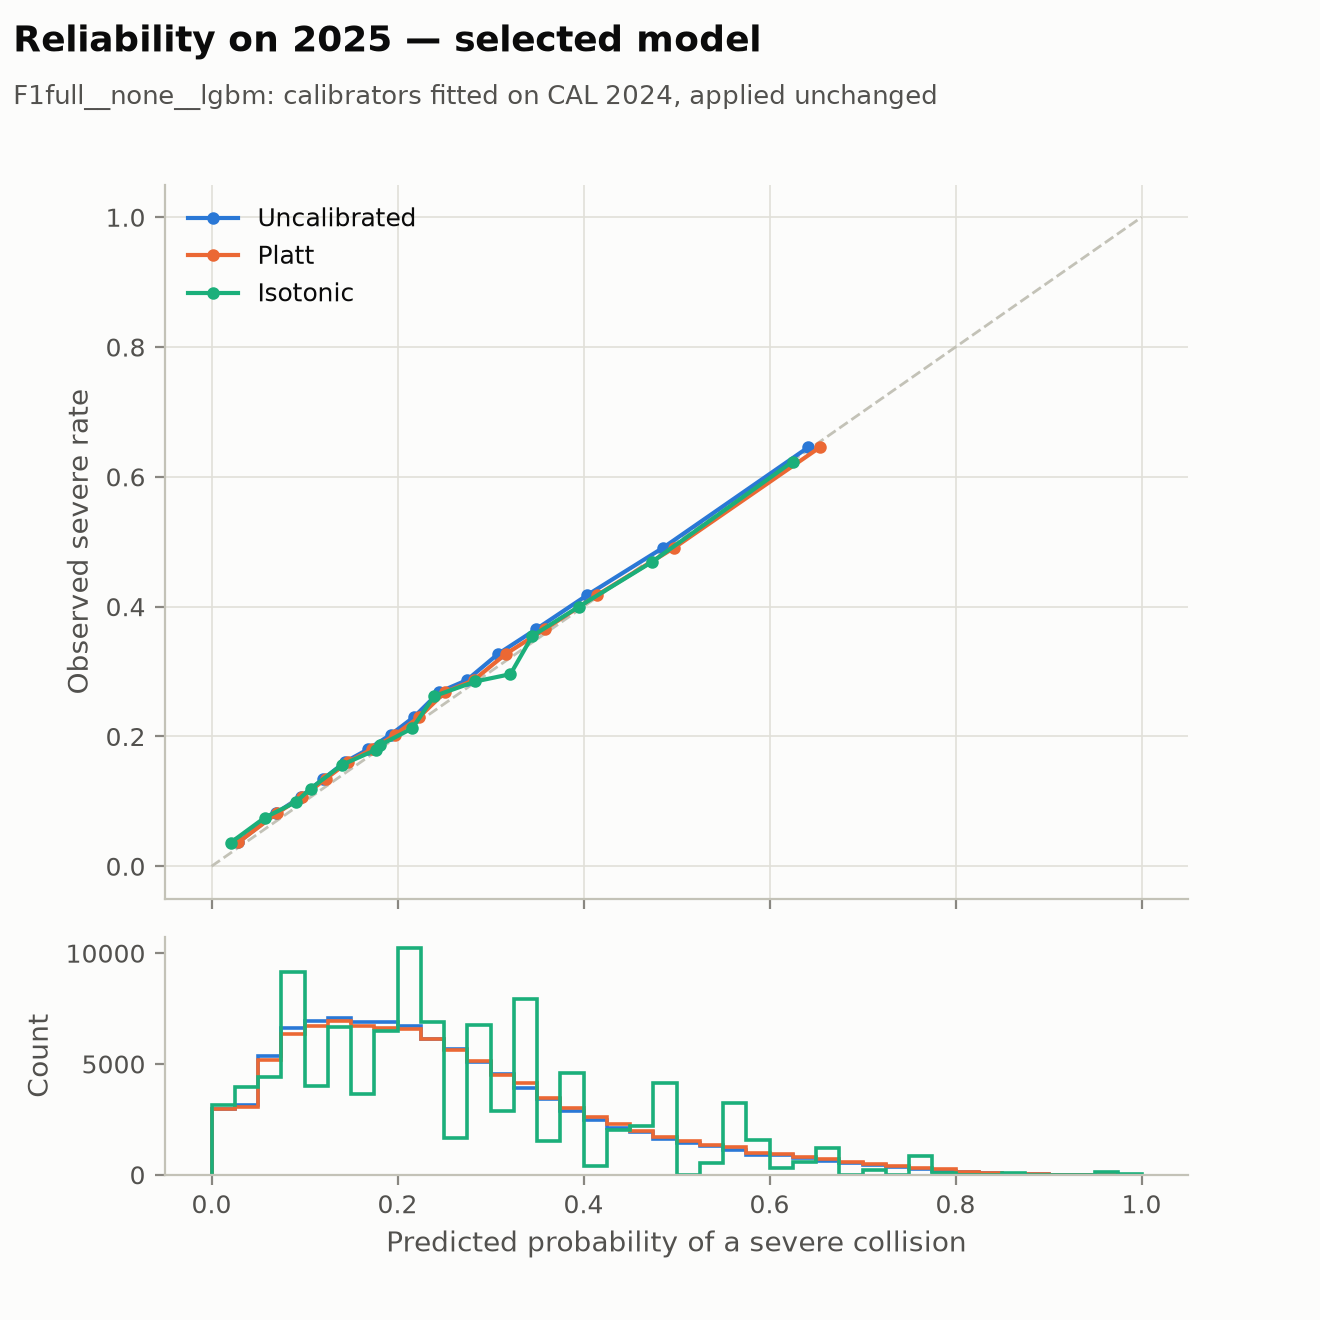 Reliability on 2025 — selected model
F1full__none__lgbm: calibrators fitted on CAL 2024, applied unchanged
Uncalibrated
Platt
Isotonic
1.0
0.8
0.6
0.4
0.2
0.0
Observed severe rate
10000
5000
0
Count
0.0 0.2 0.4 0.6 0.8 1.0
Predicted probability of a severe collision